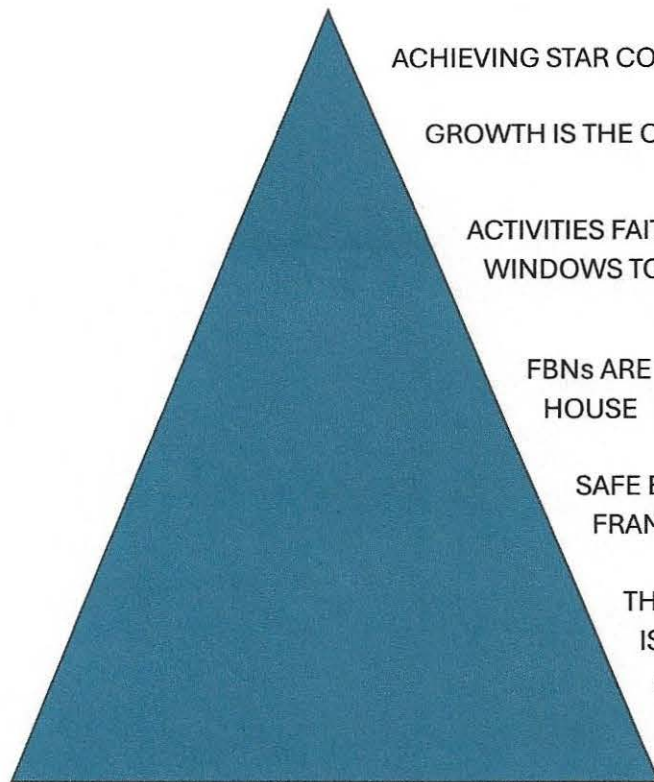 ACHIEVING STAR CO
GROWTH IS THE
ACTIVITIES FAIT
WINDOWS TO
FBNs ARE
HOUSE
SAFE
FRAN
TH
IS